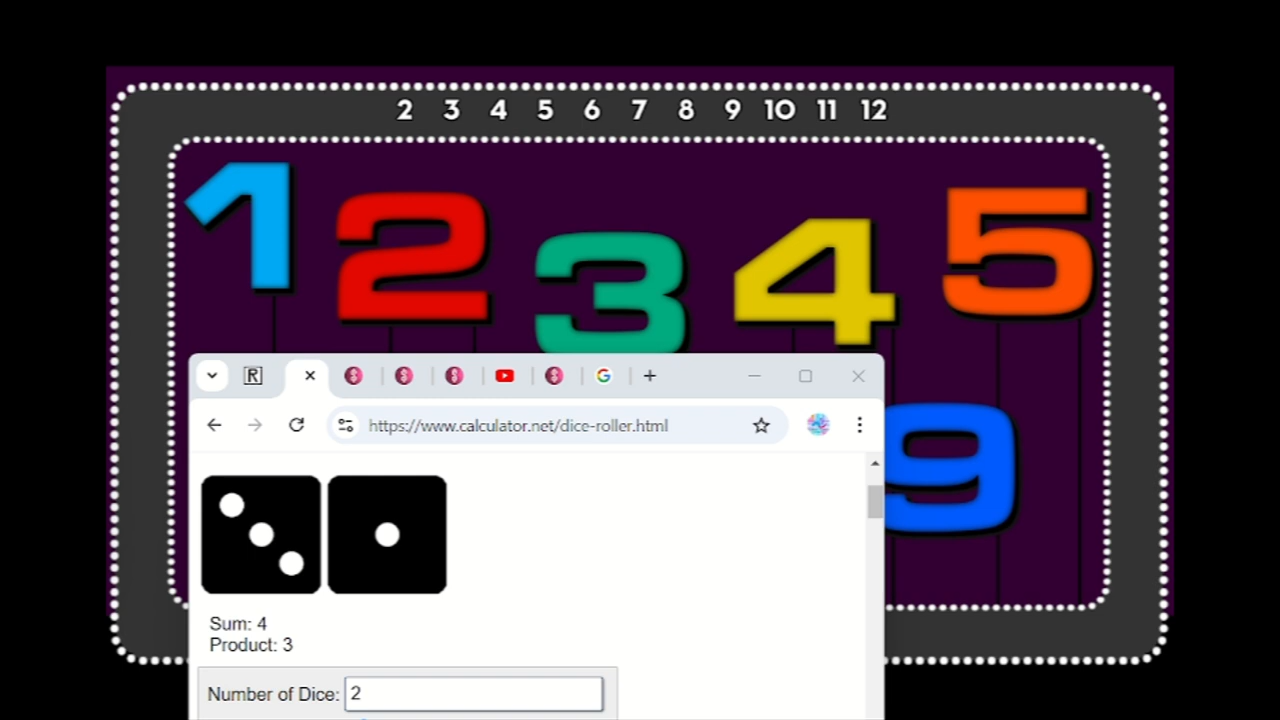 2 3 4 5 6 7 8 9 10 11 12
1 2 3 4 5
9
https://www.calculator.net/dice-roller.html
Sum: 4
Product: 3
Number of Dice: 2